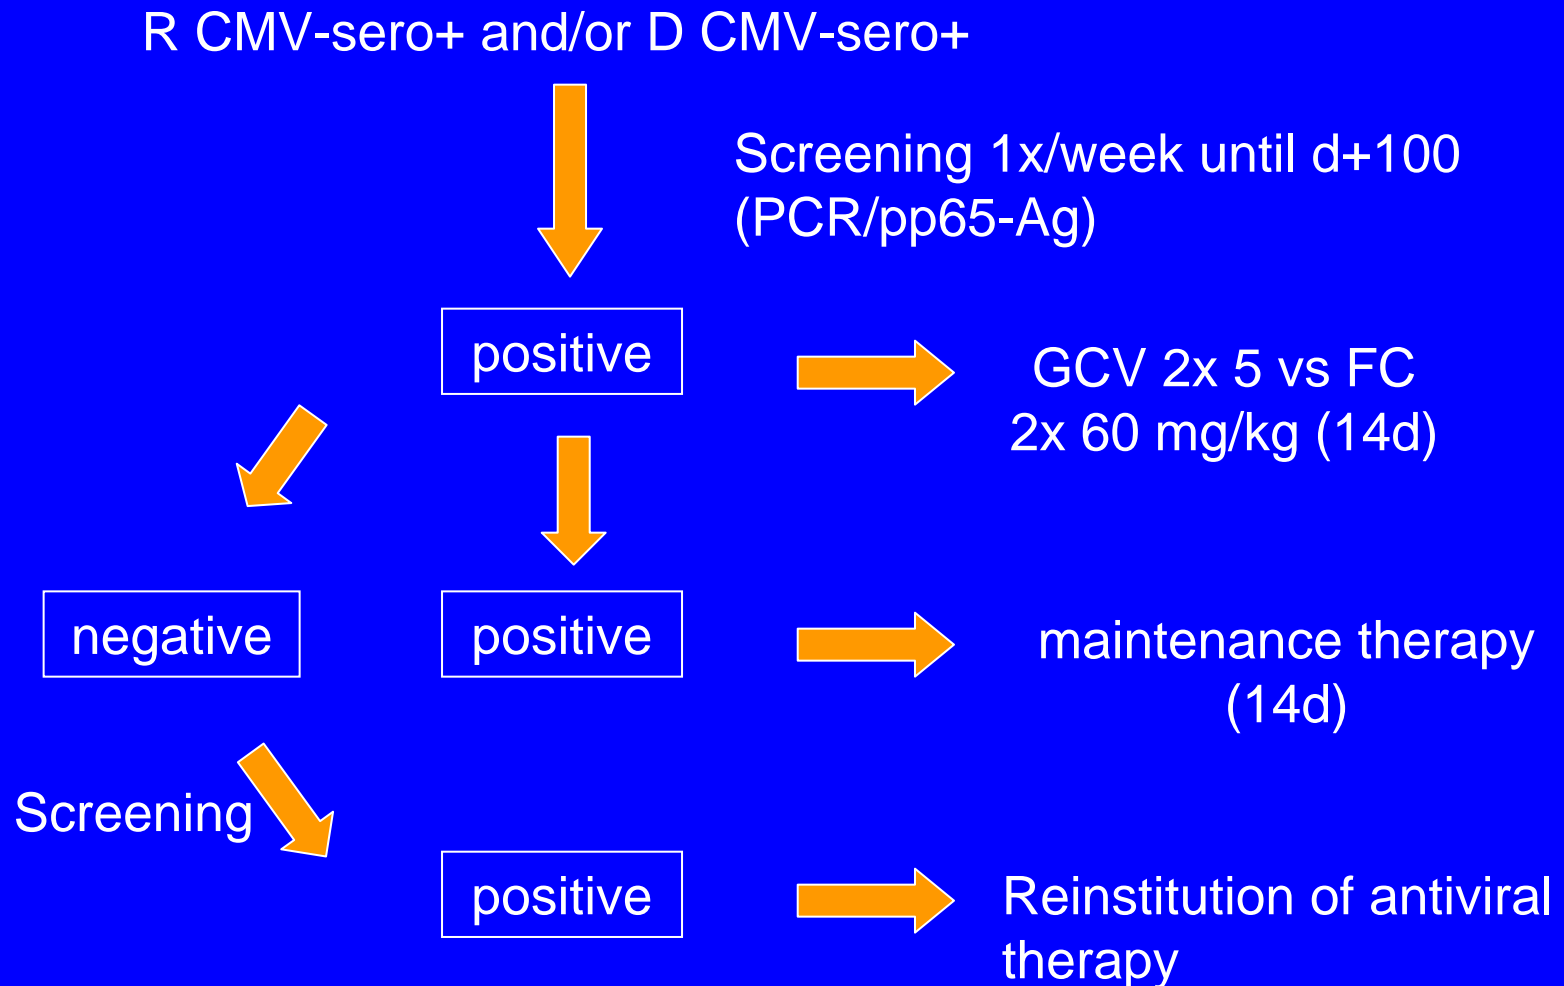 R CMV-sero+ and/or D CMV-sero+
Screening 1x/week until d+100
(PCR/pp65-Ag)
positive
GCV 2x 5 vs FC
2x 60 mg/kg (14d)
negative
positive
maintenance therapy
(14d)
Screening
positive
Reinstitution of antiviral
therapy